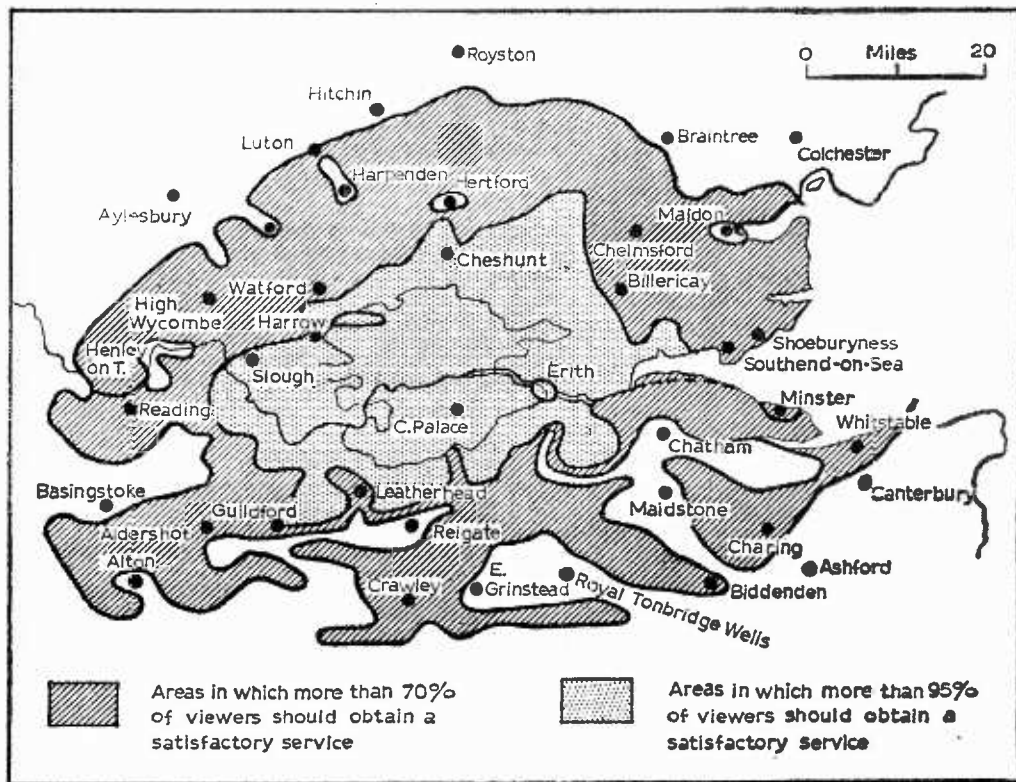 Royston
0 Miles 20
Hitchin
Luton
Braintree
Colchester
Harpenden
Hertford
Aylesbury
Maldon
Chelmsford
Cheshunt
Billericay
Watford
High
Wycombe
Harrow
Henley
on T.
Slough
Shoeburyness
Southend-on-Sea
Erith
Minster
Reading
C. Palace
Whitstable
Chatham
Basingstoke
Leatherhead
Canterbury
Maidstone
Guildford
Aldershot
Reigate
Charing
Alton
Ashford
Crawley
E.
Grinstead
Royal Tonbridge Wells
Biddenden
Areas in which more than 70%
of viewers should obtain a
satisfactory service
Areas in which more than 95%
of viewers should obtain a
satisfactory service